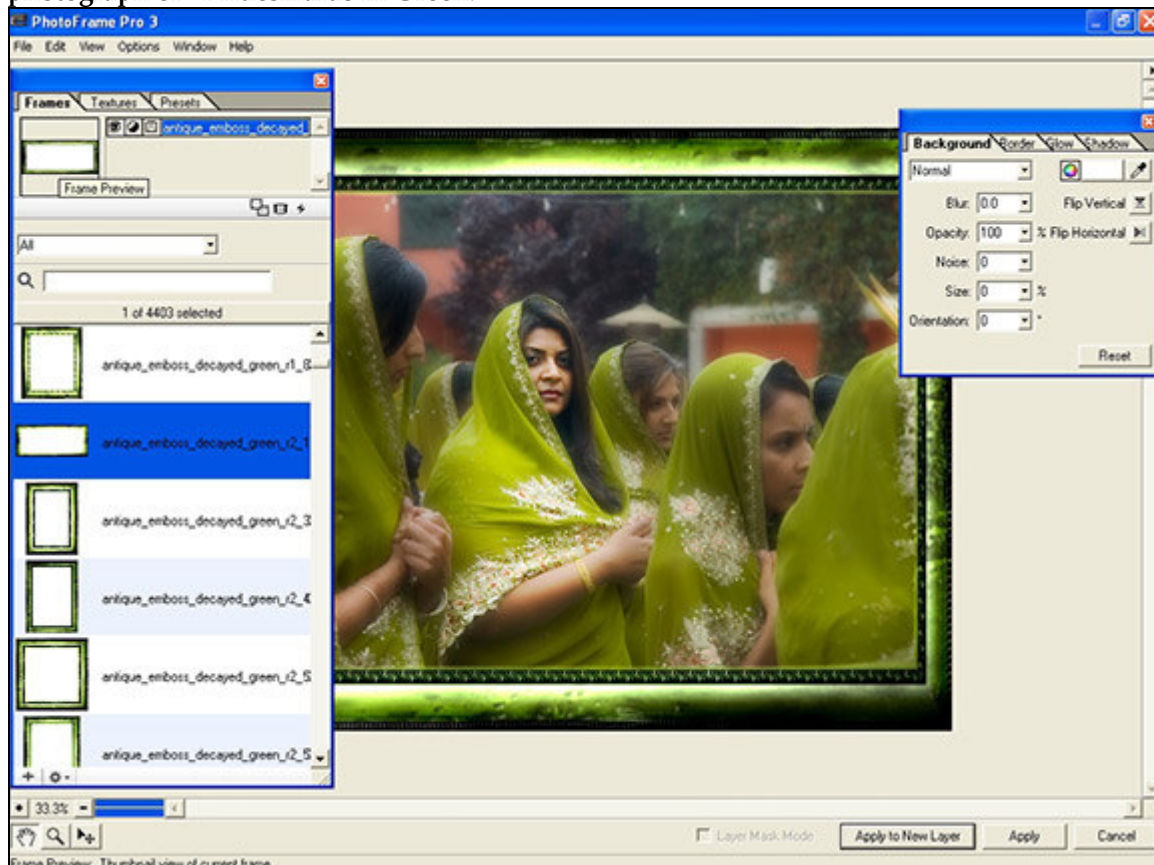 PhotoFrame Pro 3
File Edit View Options Window Help
Frames Textures Presets
antique_emboss_decayed_
Frame Preview
All
1 of 4403 selected
antique_emboss_decayed_green_r1_8
antique_emboss_decayed_green_r2_1
antique_emboss_decayed_green_r2_3
antique_emboss_decayed_green_r2_4
antique_emboss_decayed_green_r2_5
antique_emboss_decayed_green_r2_5
Background Border Glow Shadow
Normal
Blur: 0.0 Flip Vertical
Opacity: 100 % Flip Horizontal
Noise: 0
Size: 0 %
Orientation: 0 °
Reset
33.3%
Layer Mask Mode Apply to New Layer Apply Cancel
Frame Preview Thumbnail view of current frame